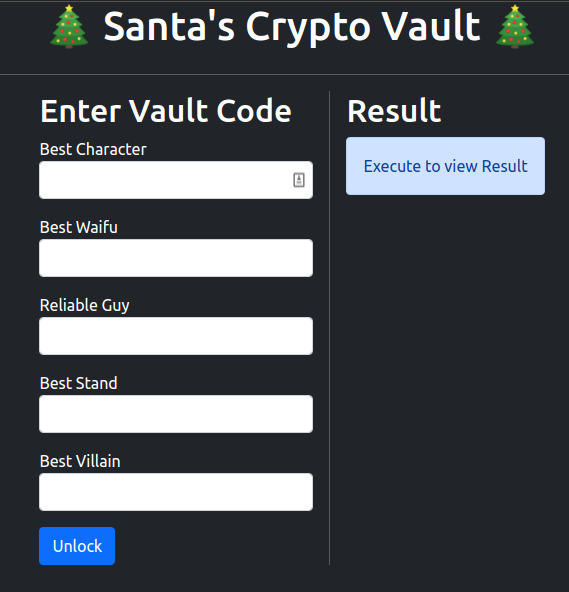 🎄 Santa's Crypto Vault 🎄
Enter Vault Code
Best Character
Best Waifu
Reliable Guy
Best Stand
Best Villain
Unlock
Result
Execute to view Result